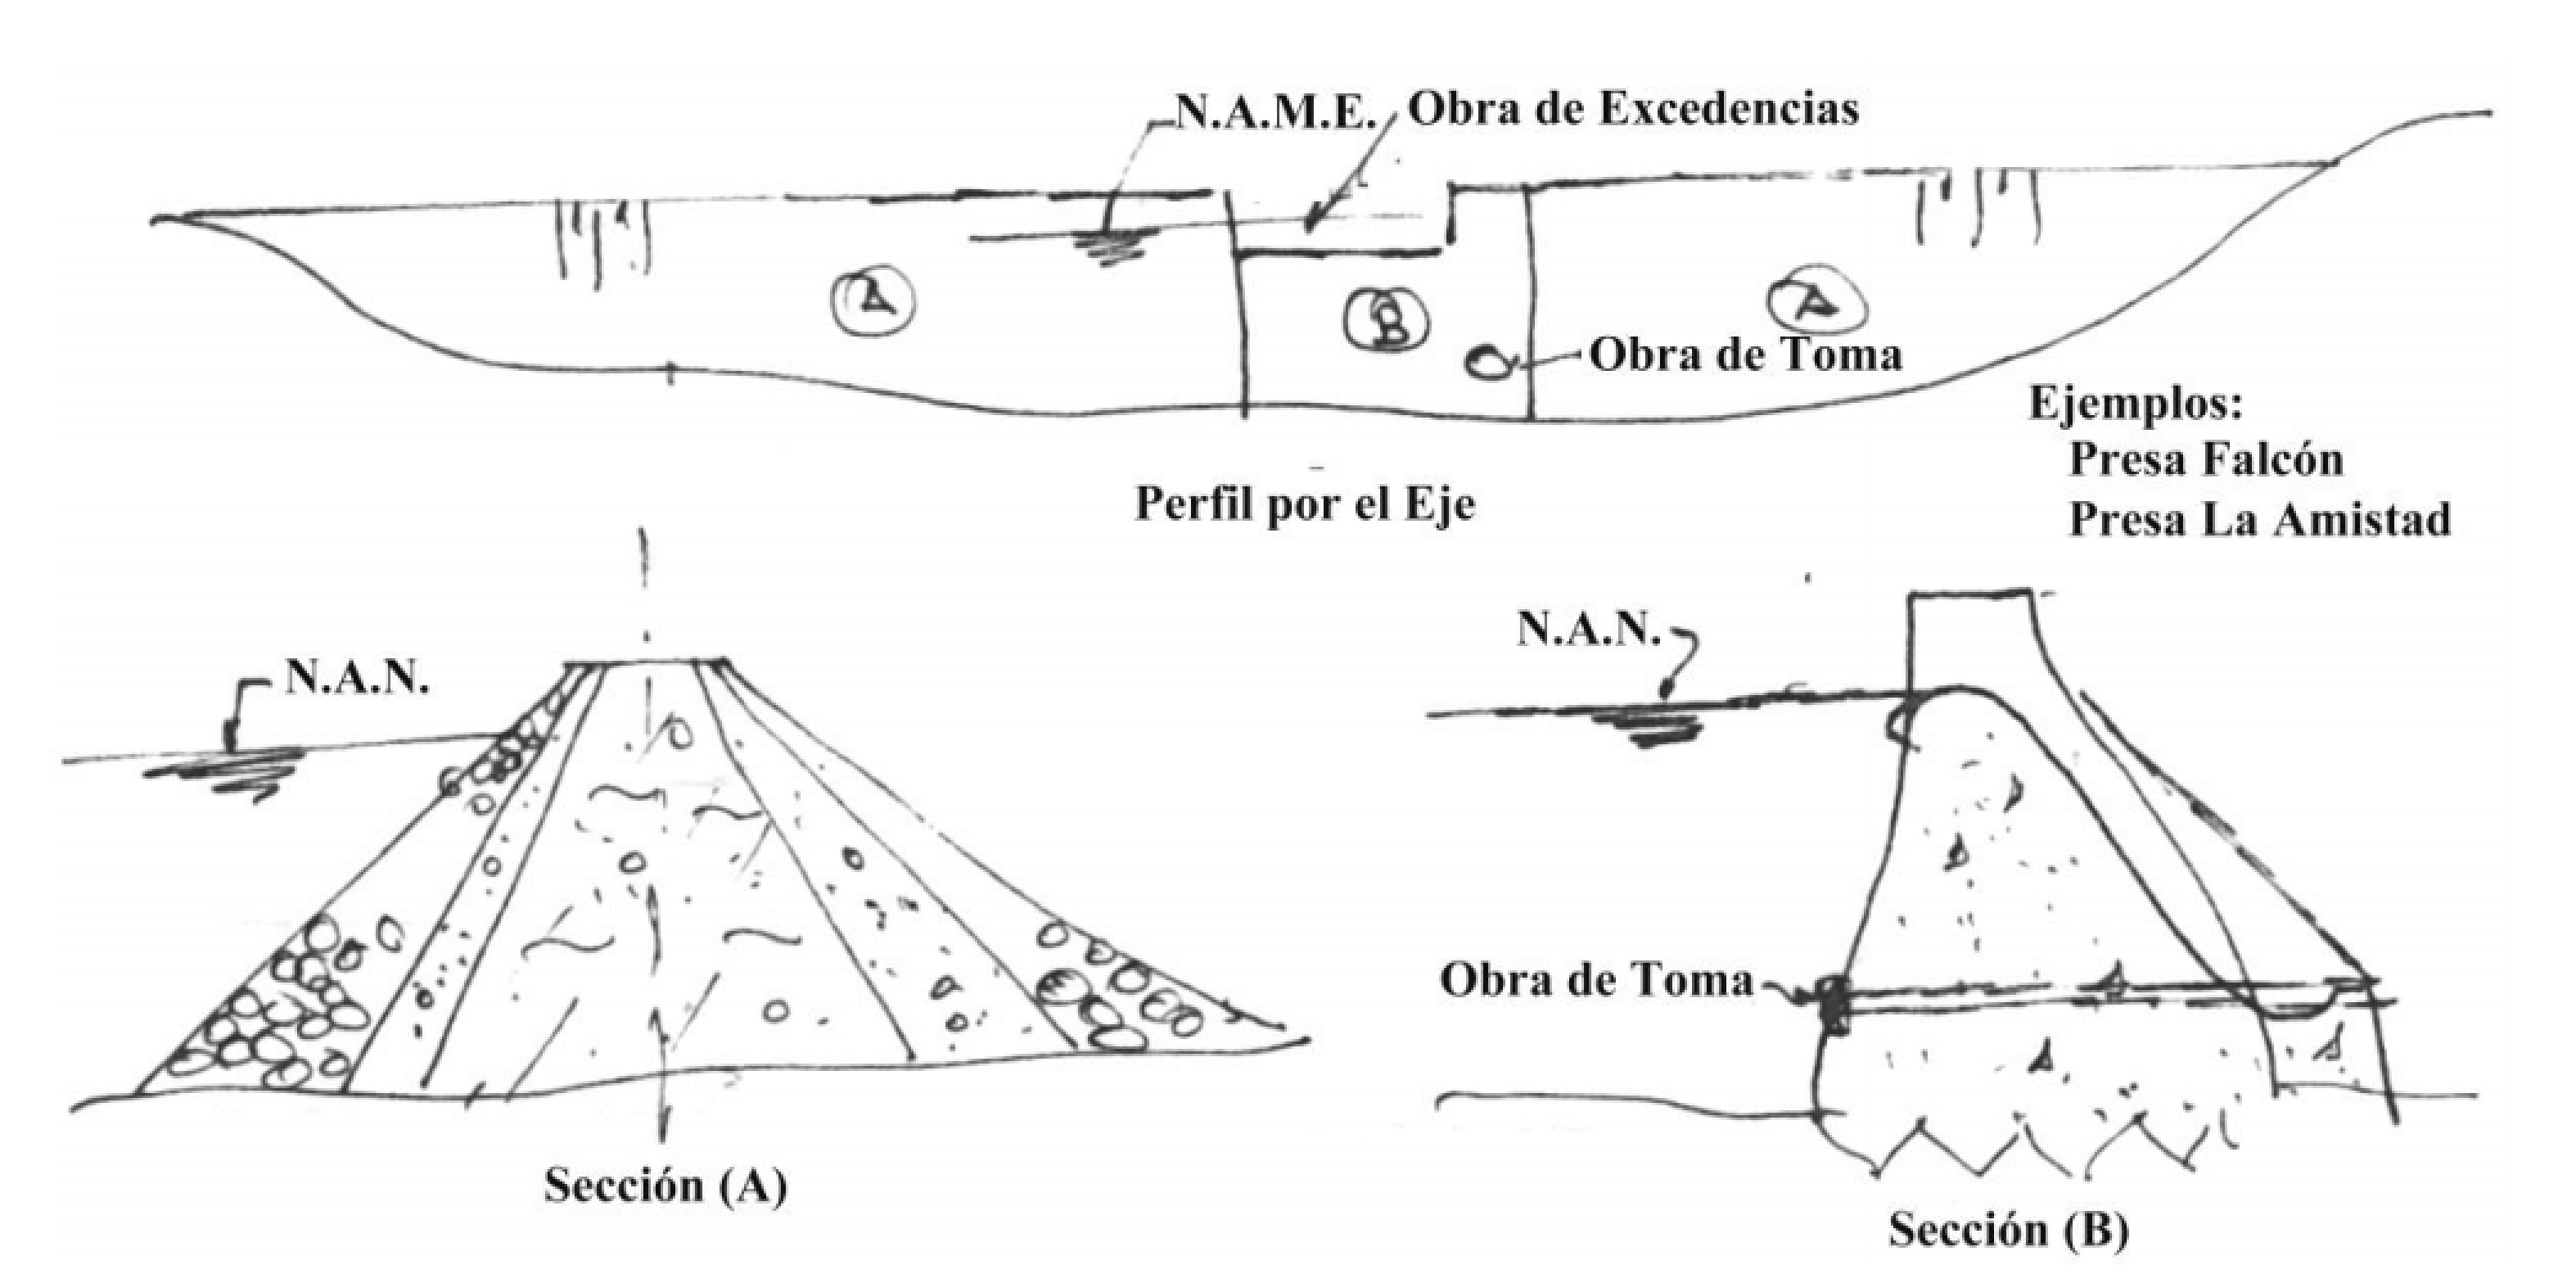 N.A.M.E. Obra de Excedencias
A
B
A
Obra de Toma
Ejemplos:
Presa Falcón
Presa La Amistad
Perfil por el Eje
N.A.N.
Sección (A)
N.A.N.
Obra de Toma
Sección (B)